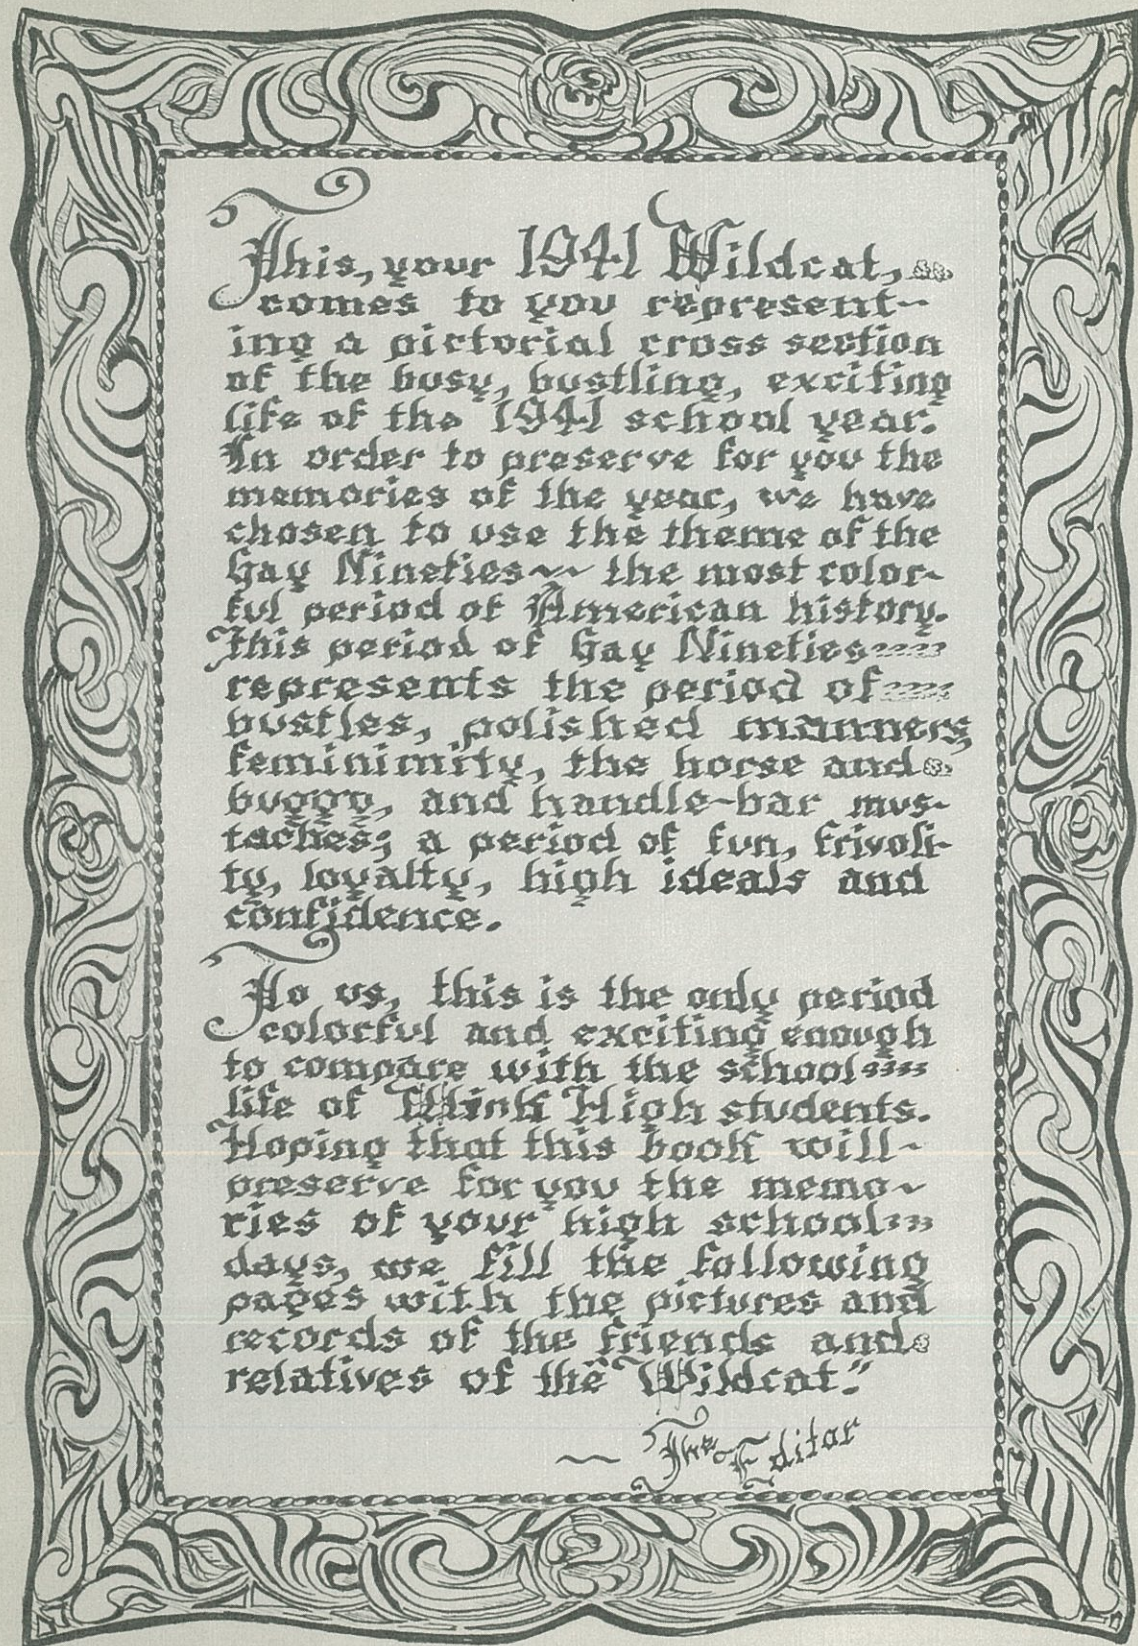 This, your 1941 Wildcat,
comes to you represent-
ing a pictorial cross section
of the busy, bustling, exciting
life of the 1941 school year.
In order to preserve for you the
memories of the year, we have
chosen to use the theme of the
Gay Nineties~~ the most color-
ful period of American history.
This period of Gay Nineties
represents the period of
bustles, polished manners,
feminimity, the horse and
buggy, and handle-bar mus-
taches; a period of fun, frivoli-
ty, loyalty, high ideals and
confidence.
To us, this is the only period
colorful and exciting enough
to compare with the school
life of Wink High students.
Hoping that this book will-
preserve for you the memo-
ries of your high school
days, we fill the following
pages with the pictures and
records of the friends and
relatives of the "Wildcat."
~ The Editor